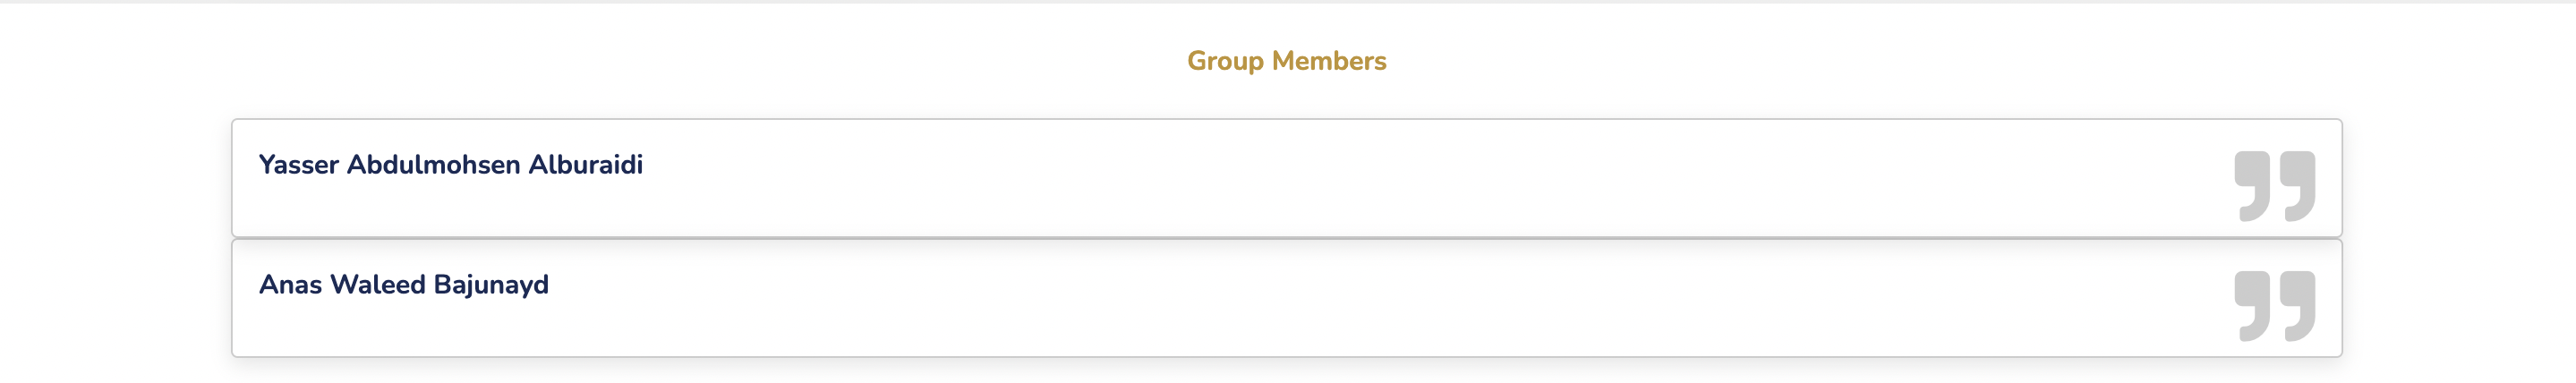 Group Members
Yasser Abdulmohsen Alburaidi
Anas Waleed Bajunayd